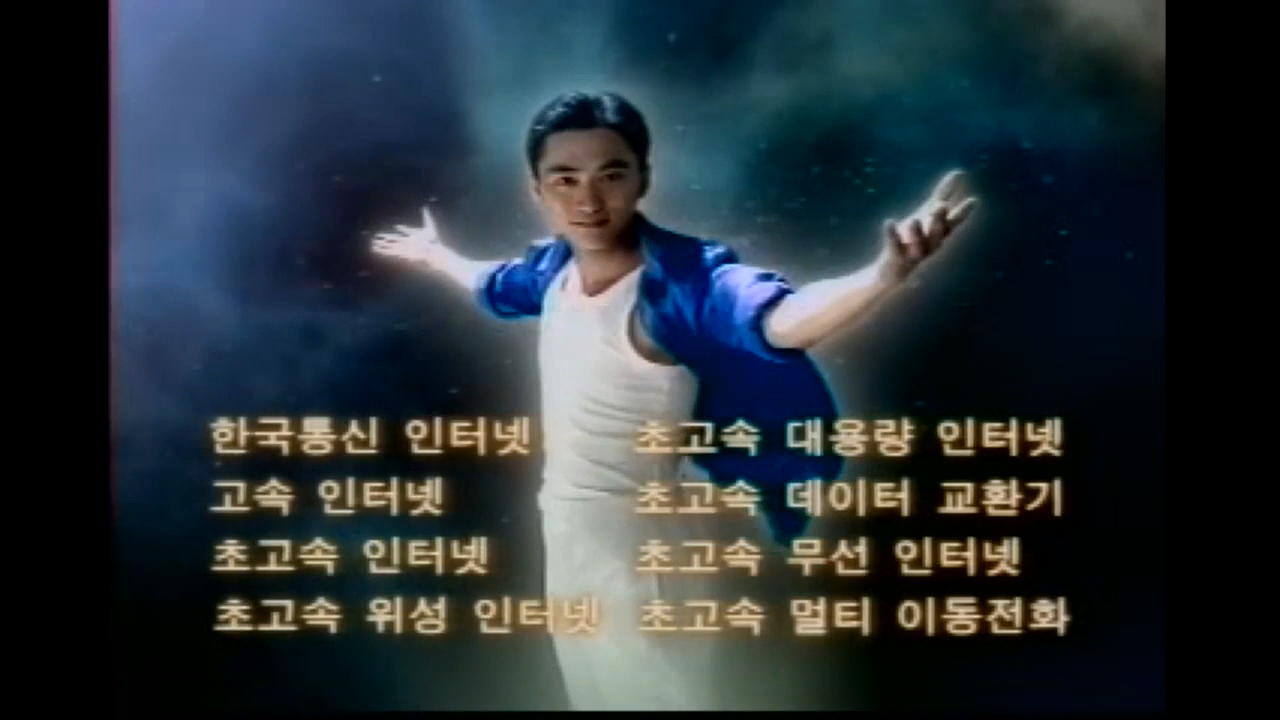 한국통신 인터넷
고속 인터넷
초고속 인터넷
초고속 위성 인터넷
초고속 대용량 인터넷
초고속 데이터 교환기
초고속 무선 인터넷
초고속 멀티 이동전화